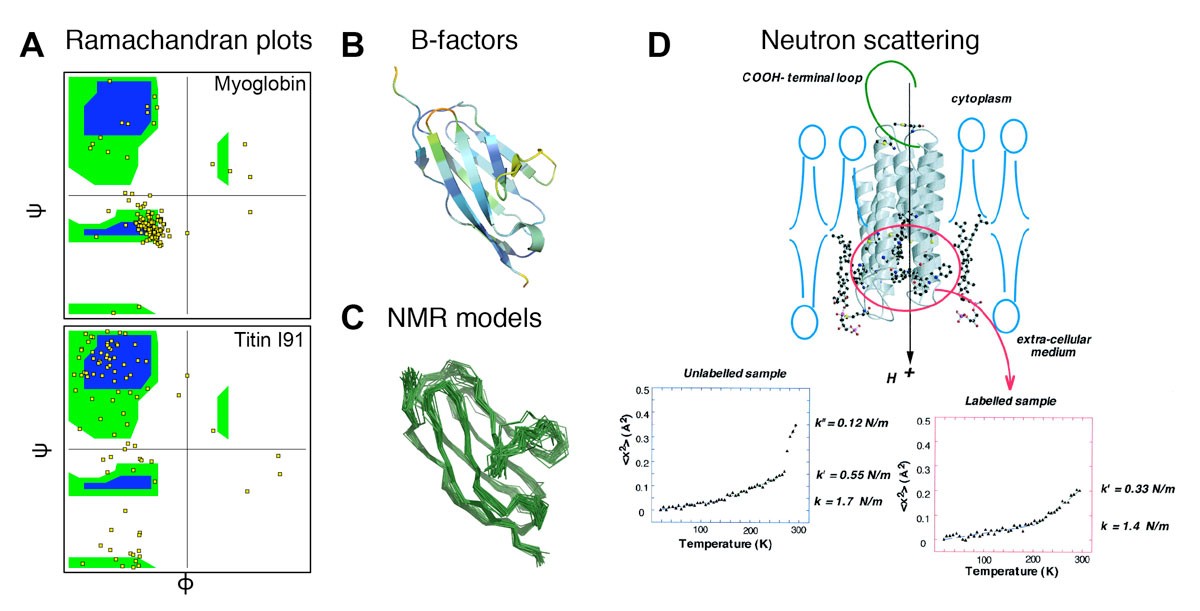 A Ramachandran plots
Myoglobin
ψ
Titin I91
ψ
Φ
B B-factors
C NMR models
D Neutron scattering
COOH- terminal loop
cytoplasm
extra-cellular
medium
H +
Unlabelled sample
<x²> (Å²)
0.5
0.4
0.3
0.2
0.1
0
100 200 300
Temperature (K)
k" = 0.12 N/m
k' = 0.55 N/m
k = 1.7 N/m
Labelled sample
<x²> (Å²)
0.5
0.4
0.3
0.2
0.1
0
100 200 300
Temperature (K)
k' = 0.33 N/m
k = 1.4 N/m